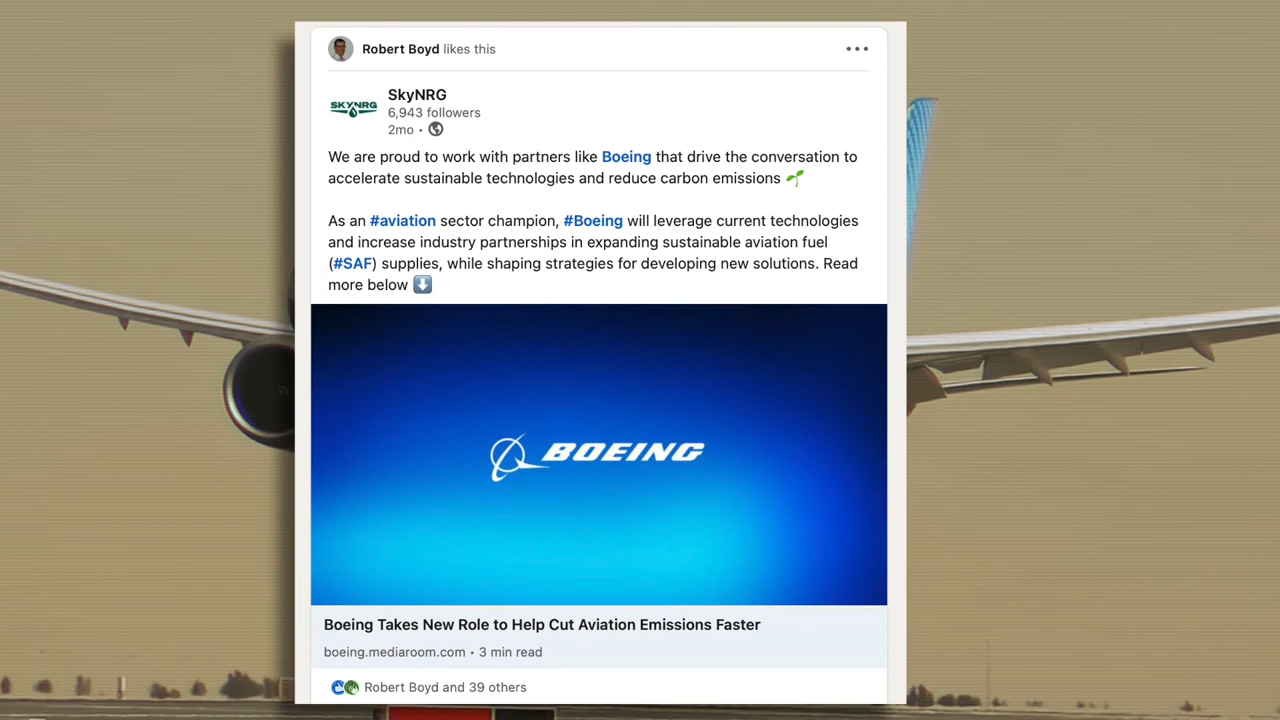 Robert Boyd likes this
SKYNRG
SkyNRG
6,943 followers
2mo •
We are proud to work with partners like Boeing that drive the conversation to
accelerate sustainable technologies and reduce carbon emissions 🌱
As an #aviation sector champion, #Boeing will leverage current technologies
and increase industry partnerships in expanding sustainable aviation fuel
(#SAF) supplies, while shaping strategies for developing new solutions. Read
more below ⬇️
BOEING
Boeing Takes New Role to Help Cut Aviation Emissions Faster
boeing.mediaroom.com • 3 min read
Robert Boyd and 39 others